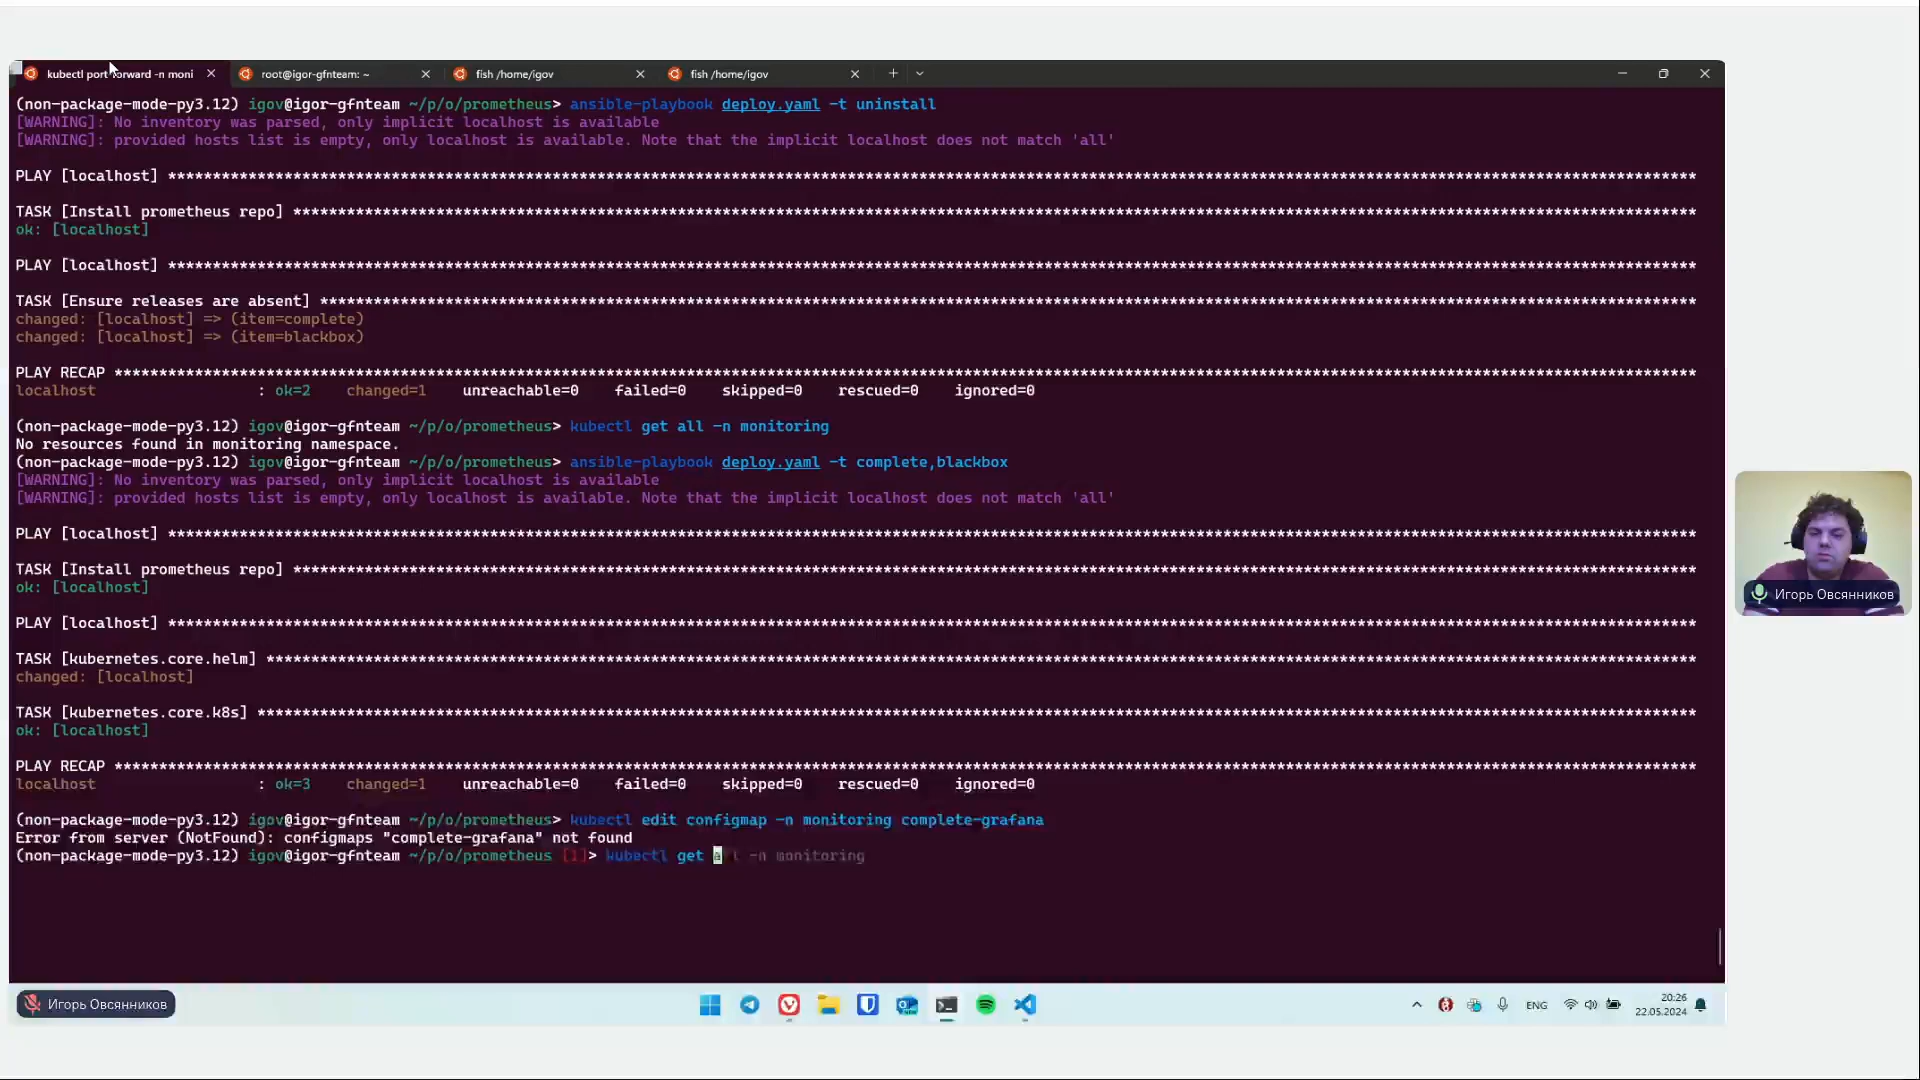 kubectl port-forward -n moni
root@igor-gfnteam: ~
fish /home/igov
fish /home/igov
(non-package-mode-py3.12) igov@igor-gfnteam ~/p/o/prometheus> ansible-playbook deploy.yaml -t uninstall
[WARNING]: No inventory was parsed, only implicit localhost is available
[WARNING]: provided hosts list is empty, only localhost is available. Note that the implicit localhost does not match 'all'
PLAY [localhost] ****
TASK [Install prometheus repo] ****
ok: [localhost]
PLAY [localhost] ****
TASK [Ensure releases are absent] ****
changed: [localhost] => (item=complete)
changed: [localhost] => (item=blackbox)
PLAY RECAP ****
localhost : ok=2 changed=1 unreachable=0 failed=0 skipped=0 rescued=0 ignored=0
(non-package-mode-py3.12) igov@igor-gfnteam ~/p/o/prometheus> kubectl get all -n monitoring
No resources found in monitoring namespace.
(non-package-mode-py3.12) igov@igor-gfnteam ~/p/o/prometheus> ansible-playbook deploy.yaml -t complete,blackbox
[WARNING]: No inventory was parsed, only implicit localhost is available
[WARNING]: provided hosts list is empty, only localhost is available. Note that the implicit localhost does not match 'all'
PLAY [localhost] ****
TASK [Install prometheus repo] ****
ok: [localhost]
PLAY [localhost] ****
TASK [kubernetes.core.helm] ****
changed: [localhost]
TASK [kubernetes.core.k8s] ****
ok: [localhost]
PLAY RECAP ****
localhost : ok=3 changed=1 unreachable=0 failed=0 skipped=0 rescued=0 ignored=0
(non-package-mode-py3.12) igov@igor-gfnteam ~/p/o/prometheus> kubectl edit configmap -n monitoring complete-grafana
Error from server (NotFound): configmaps "complete-grafana" not found
(non-package-mode-py3.12) igov@igor-gfnteam ~/p/o/prometheus [1]> kubectl get all -n monitoring
Игорь Овсянников
Игорь Овсянников
ENG
20:26
22.05.2024